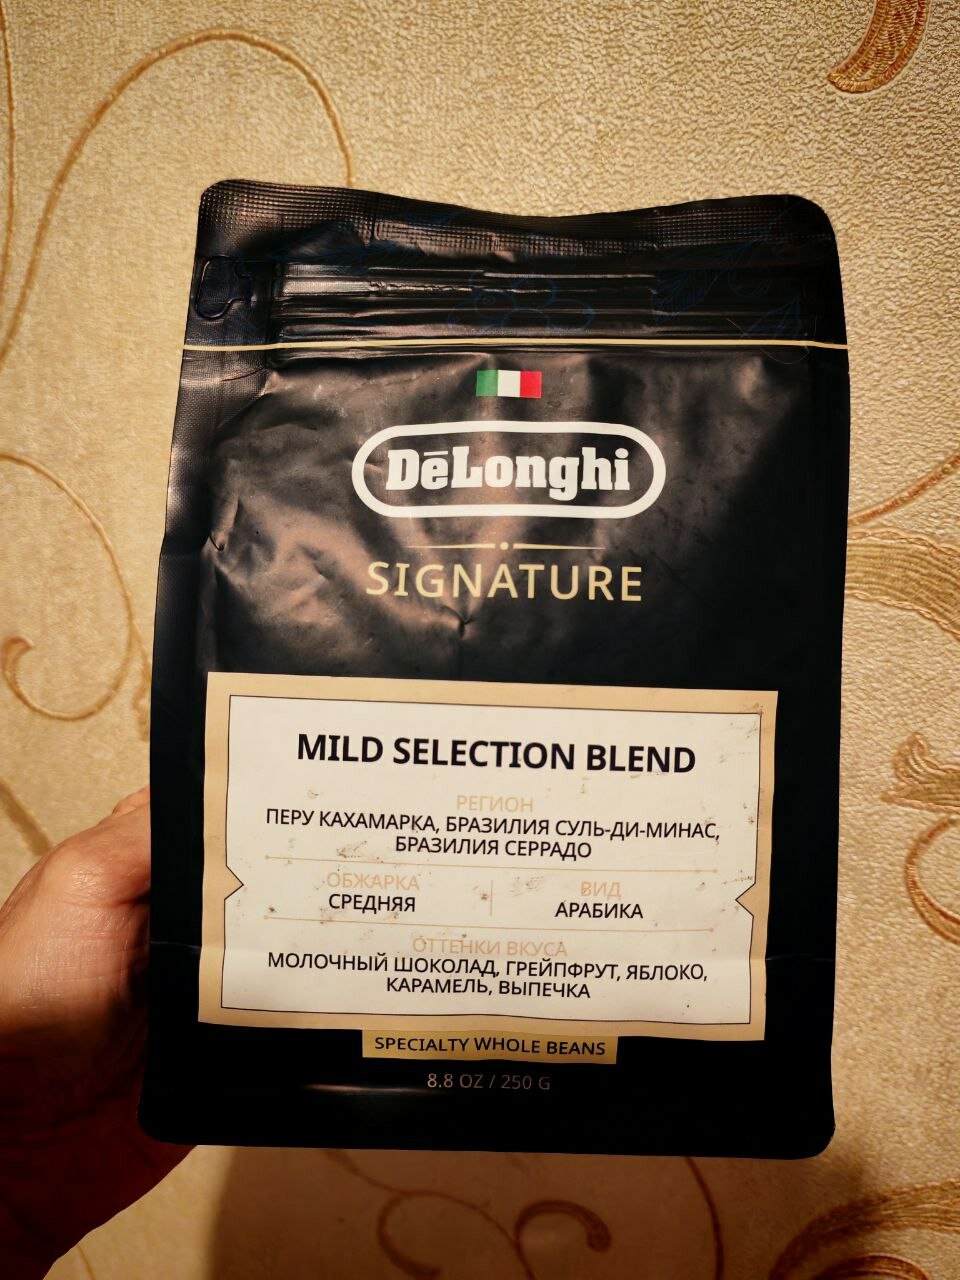 DēLonghi
SIGNATURE
MILD SELECTION BLEND
РЕГИОН
ПЕРУ КАХАМАРКА, БРАЗИЛИЯ СУЛЬ-ДИ-МИНАС,
БРАЗИЛИЯ СЕРРАДО
ОБЖАРКА
СРЕДНЯЯ
ВИД
АРАБИКА
ОТТЕНКИ ВКУСА
МОЛОЧНЫЙ ШОКОЛАД, ГРЕЙПФРУТ, ЯБЛОКО,
КАРАМЕЛЬ, ВЫПЕЧКА
SPECIALTY WHOLE BEANS
8.8 OZ / 250 G